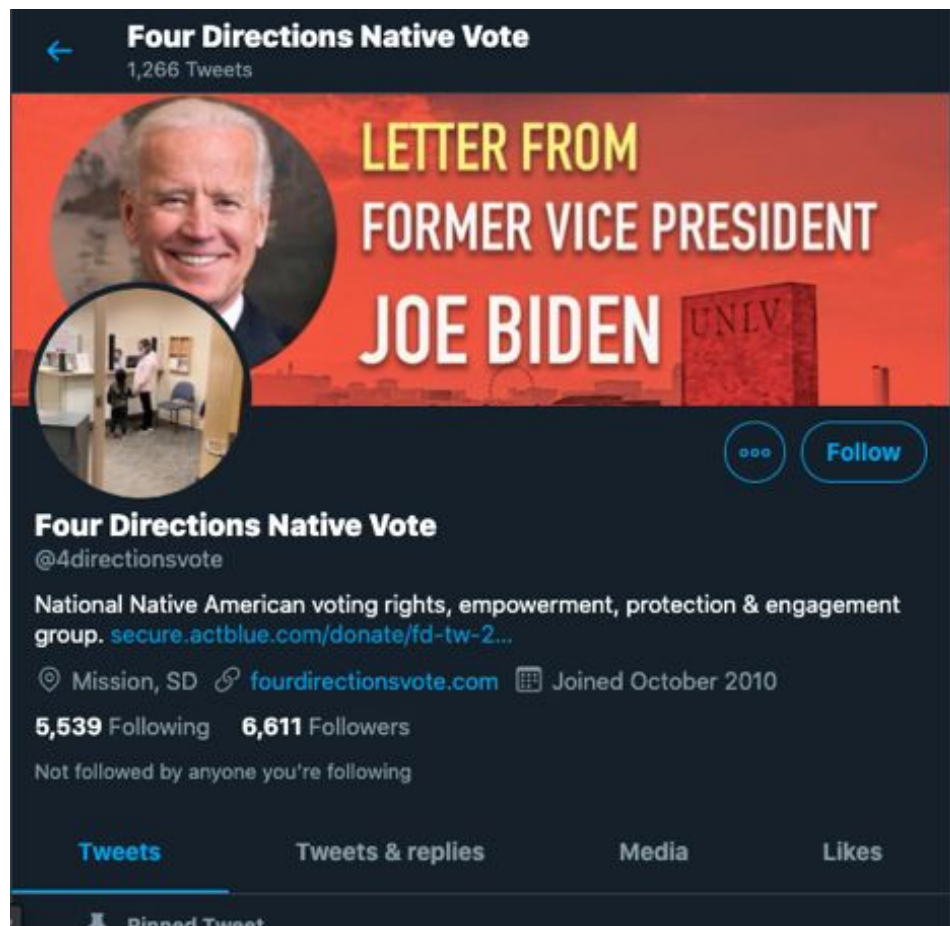 Four Directions Native Vote
1,266 Tweets
LETTER FROM
FORMER VICE PRESIDENT
JOE BIDEN
UNLV
Follow
Four Directions Native Vote
@4directionsvote
National Native American voting rights, empowerment, protection & engagement
group. secure.actblue.com/donate/fd-tw-2...
Mission, SD fourdirectionsvote.com Joined October 2010
5,539 Following 6,611 Followers
Not followed by anyone you're following
Tweets Tweets & replies Media Likes
Pinned Tweet